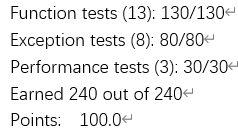 Function tests (13): 130/130↵
Exception tests (8): 80/80↵
Performance tests (3): 30/30↵
Earned 240 out of 240↵
Points:    100.0↵